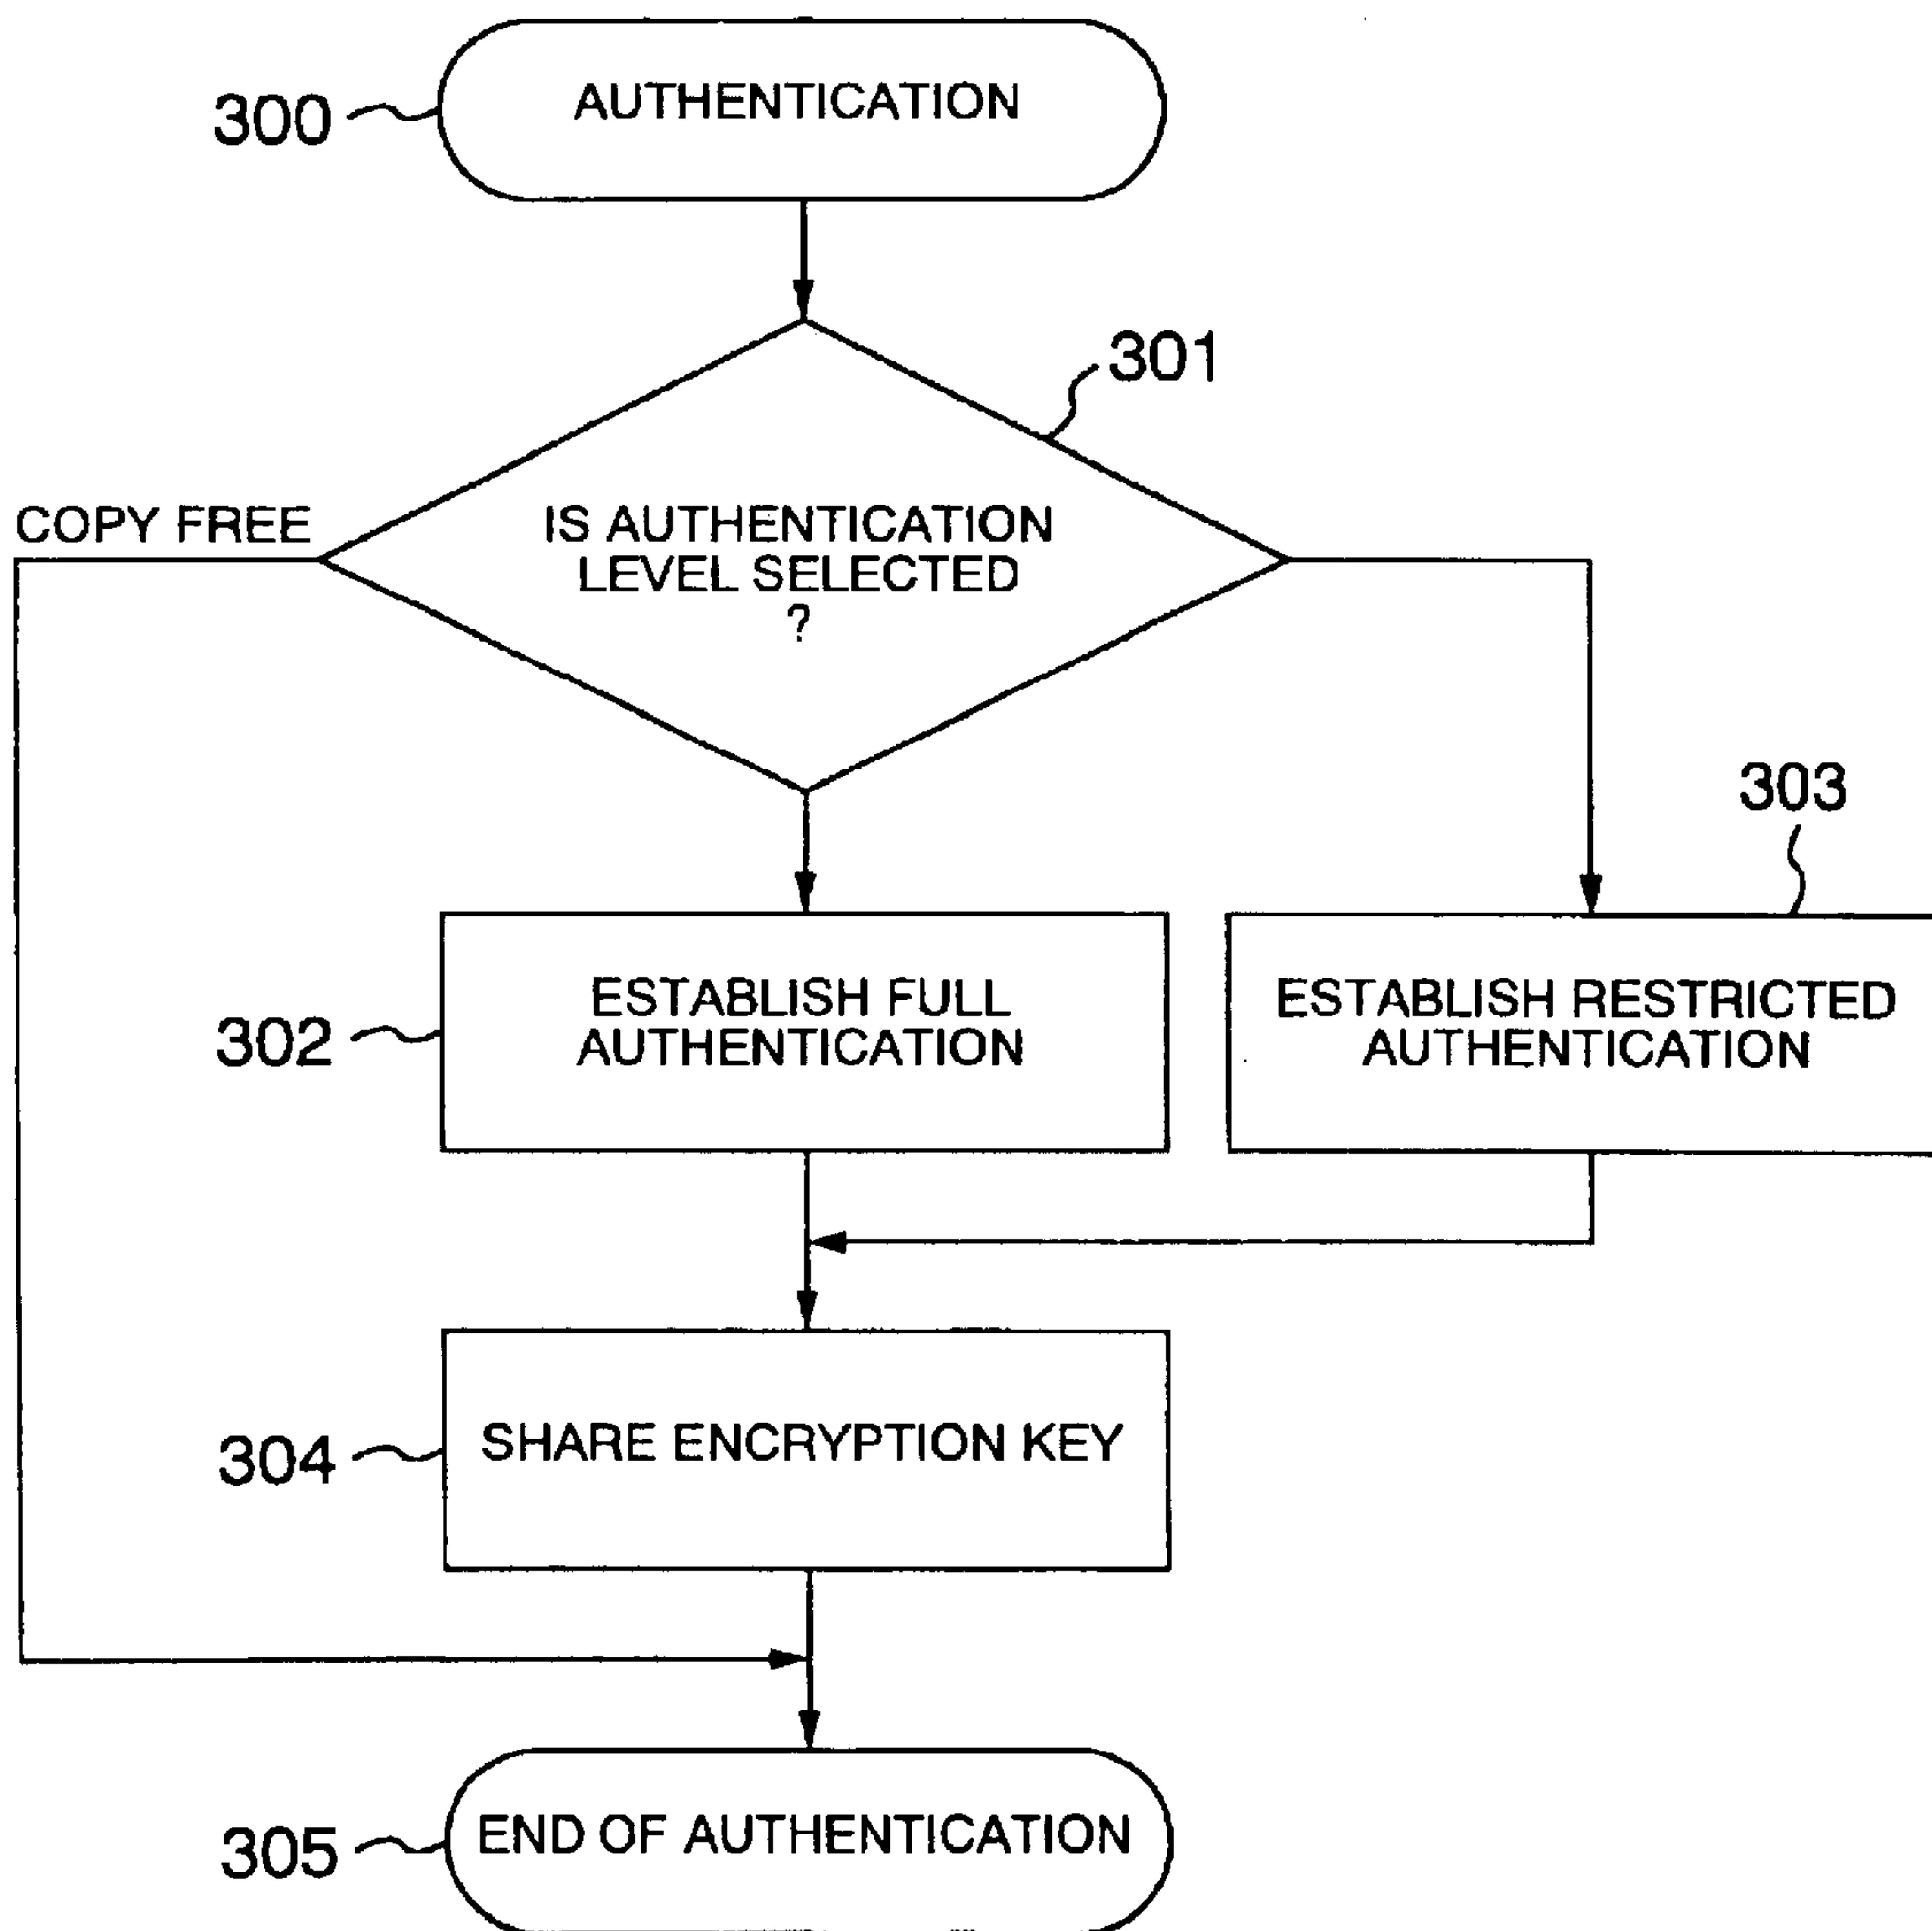 300
AUTHENTICATION
301
COPY FREE
IS AUTHENTICATION
LEVEL SELECTED
?
303
302
ESTABLISH FULL
AUTHENTICATION
ESTABLISH RESTRICTED
AUTHENTICATION
304
SHARE ENCRYPTION KEY
305
END OF AUTHENTICATION